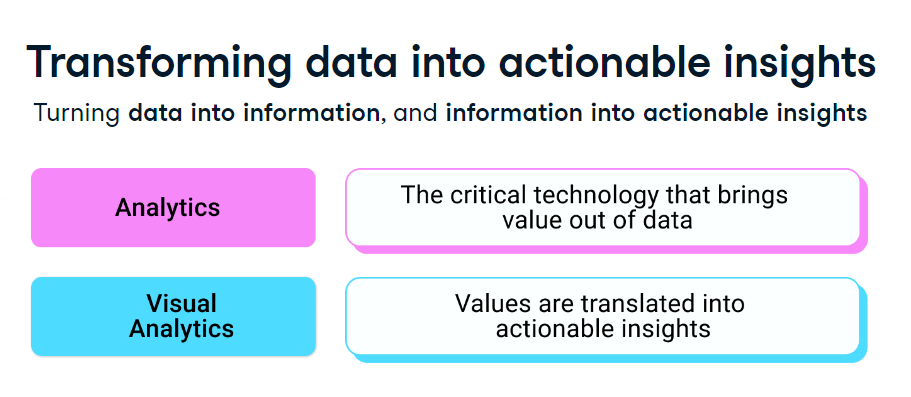 Transforming data into actionable insights
Turning data into information, and information into actionable insights
Analytics
The critical technology that brings
value out of data
Visual
Analytics
Values are translated into
actionable insights